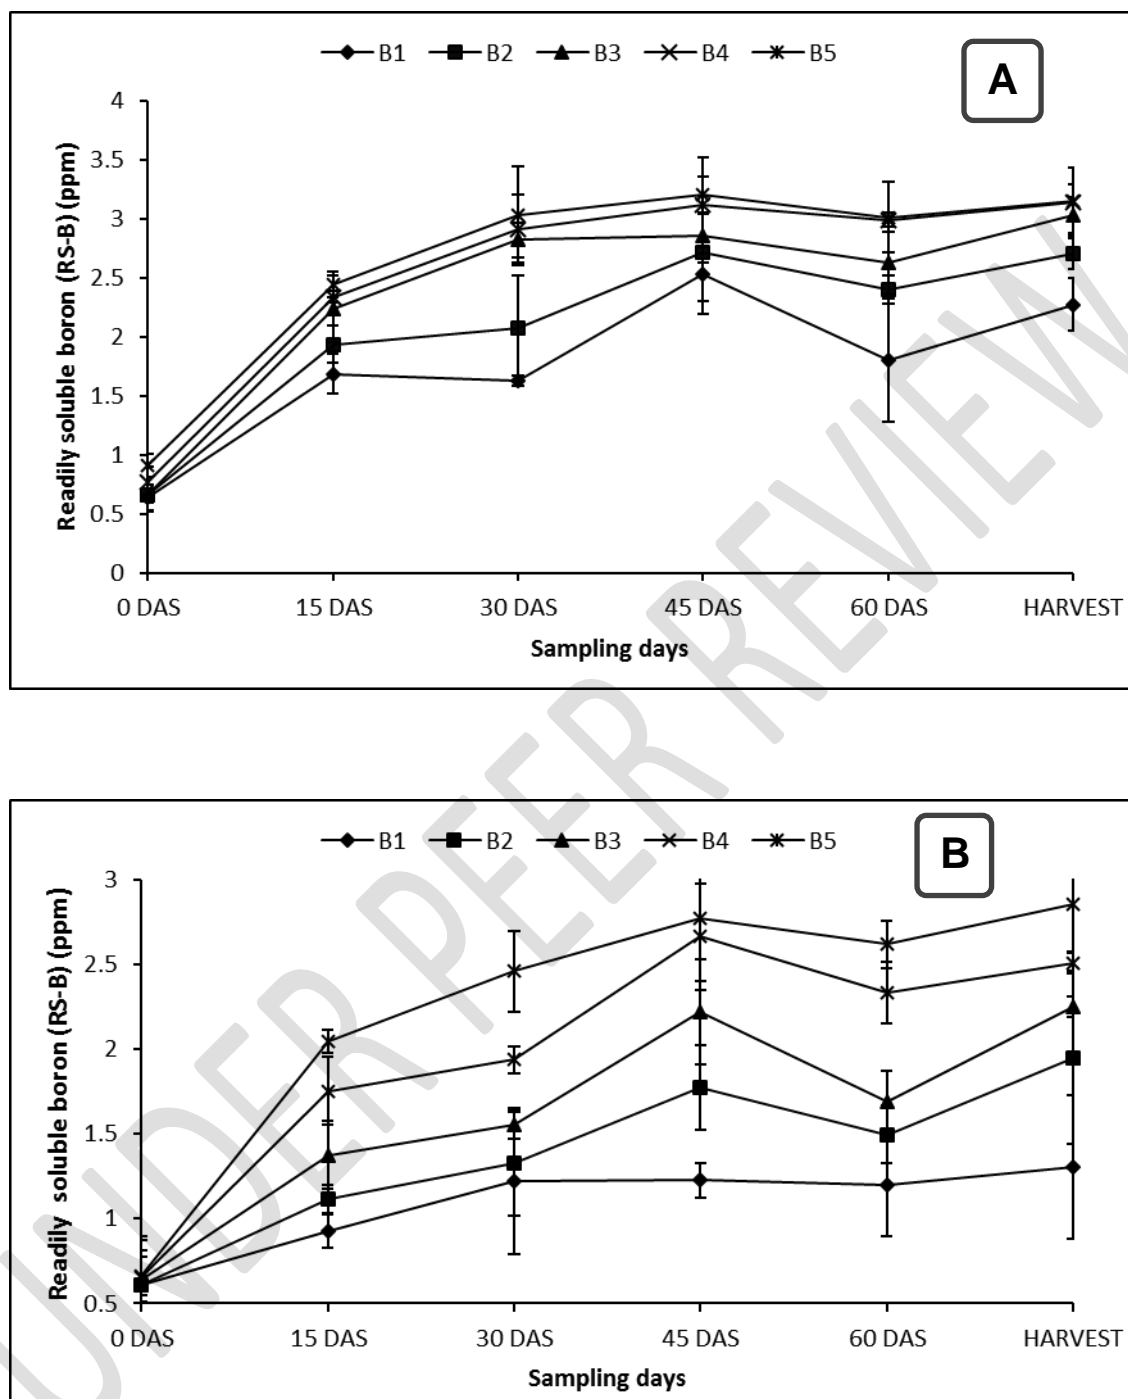 B1 B2 B3 B4 B5
A
Readily soluble boron (RS-B) (ppm)
4
3.5
3
2.5
2
1.5
1
0.5
0
0 DAS 15 DAS 30 DAS 45 DAS 60 DAS HARVEST
Sampling days
B1 B2 B3 B4 B5
B
Readily soluble boron (RS-B) (ppm)
3
2.5
2
1.5
1
0.5
0 DAS 15 DAS 30 DAS 45 DAS 60 DAS HARVEST
Sampling days
UNDER PEER REVIEW